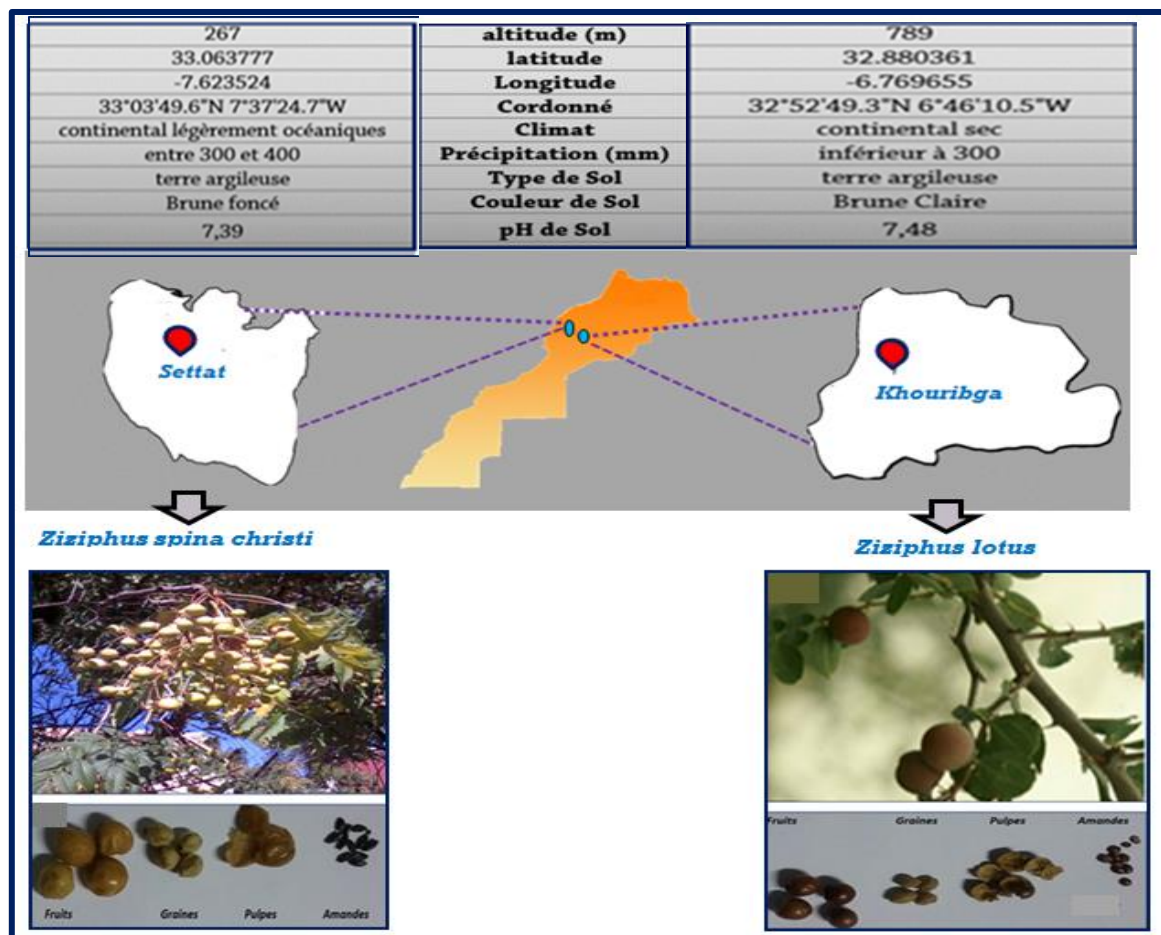 267 altitude (m) 789
33.063777 latitude 32.880361
-7.623524 Longitude -6.769655
33°03'49.6"N 7°37'24.7"W Cordonné 32°52'49.3"N 6°46'10.5"W
continental légèrement océaniques Climat continental sec
entre 300 et 400 Précipitation (mm) inférieur à 300
terre argileuse Type de Sol terre argileuse
Brune foncé Couleur de Sol Brune Claire
7,39 pH de Sol 7,48
Settat
Khouribga
Ziziphus spina christi
Ziziphus lotus
Fruits Graines Pulpes Amandes
Fruits Graines Pulpes Amandes